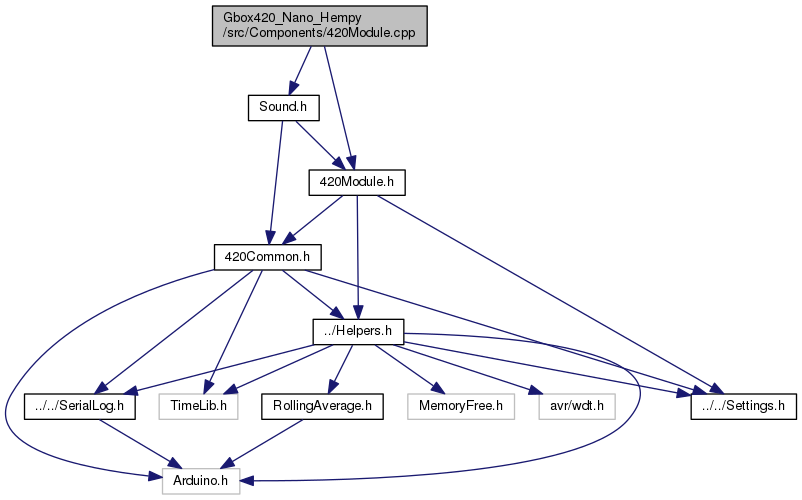 Gbox420_Nano_Hempy
/src/Components/420Module.cpp
Sound.h
420Module.h
420Common.h
../Helpers.h
../../SerialLog.h
TimeLib.h
RollingAverage.h
MemoryFree.h
avr/wdt.h
../../Settings.h
Arduino.h